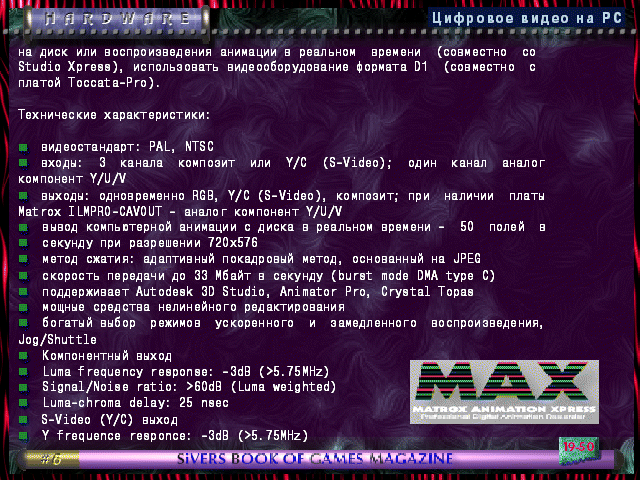 HARDWARE
Цифровое видео на PC
на диск или воспроизведения анимации в реальном времени (совместно со
Studio Xpress), использовать видеооборудование формата D1 (совместно с
платой Toccata-Pro).
Технические характеристики:
видеостандарт: PAL, NTSC
входы: 3 канала композит или Y/C (S-Video); один канал аналог
компонент Y/U/V
выходы: одновременно RGB, Y/C (S-Video), композит; при наличии платы
Matrox ILMPRO-CAVOUT - аналог компонент Y/U/V
вывод компьютерной анимации с диска в реальном времени - 50 полей в
секунду при разрешении 720x576
метод сжатия: адаптивный покадровый метод, основанный на JPEG
скорость передачи до 33 Мбайт в секунду (burst mode DMA type C)
поддерживает Autodesk 3D Studio, Animator Pro, Crystal Topas
мощные средства нелинейного редактирования
богатый выбор режимов ускоренного и замедленного воспроизведения,
Jog/Shuttle
Компонентный выход
Luma frequency response: -3dB (>5.75MHz)
Signal/Noise ratio: >60dB (Luma weighted)
Luma-chroma delay: 25 nsec
S-Video (Y/C) выход
Y frequence responce: -3dB (>5.75MHz)
MAX
MATROX ANIMATION XPRESS
Professional Digital Animation Recorder
#6
SiVERS BOOK OF GAMES MAGAZINE
19-50